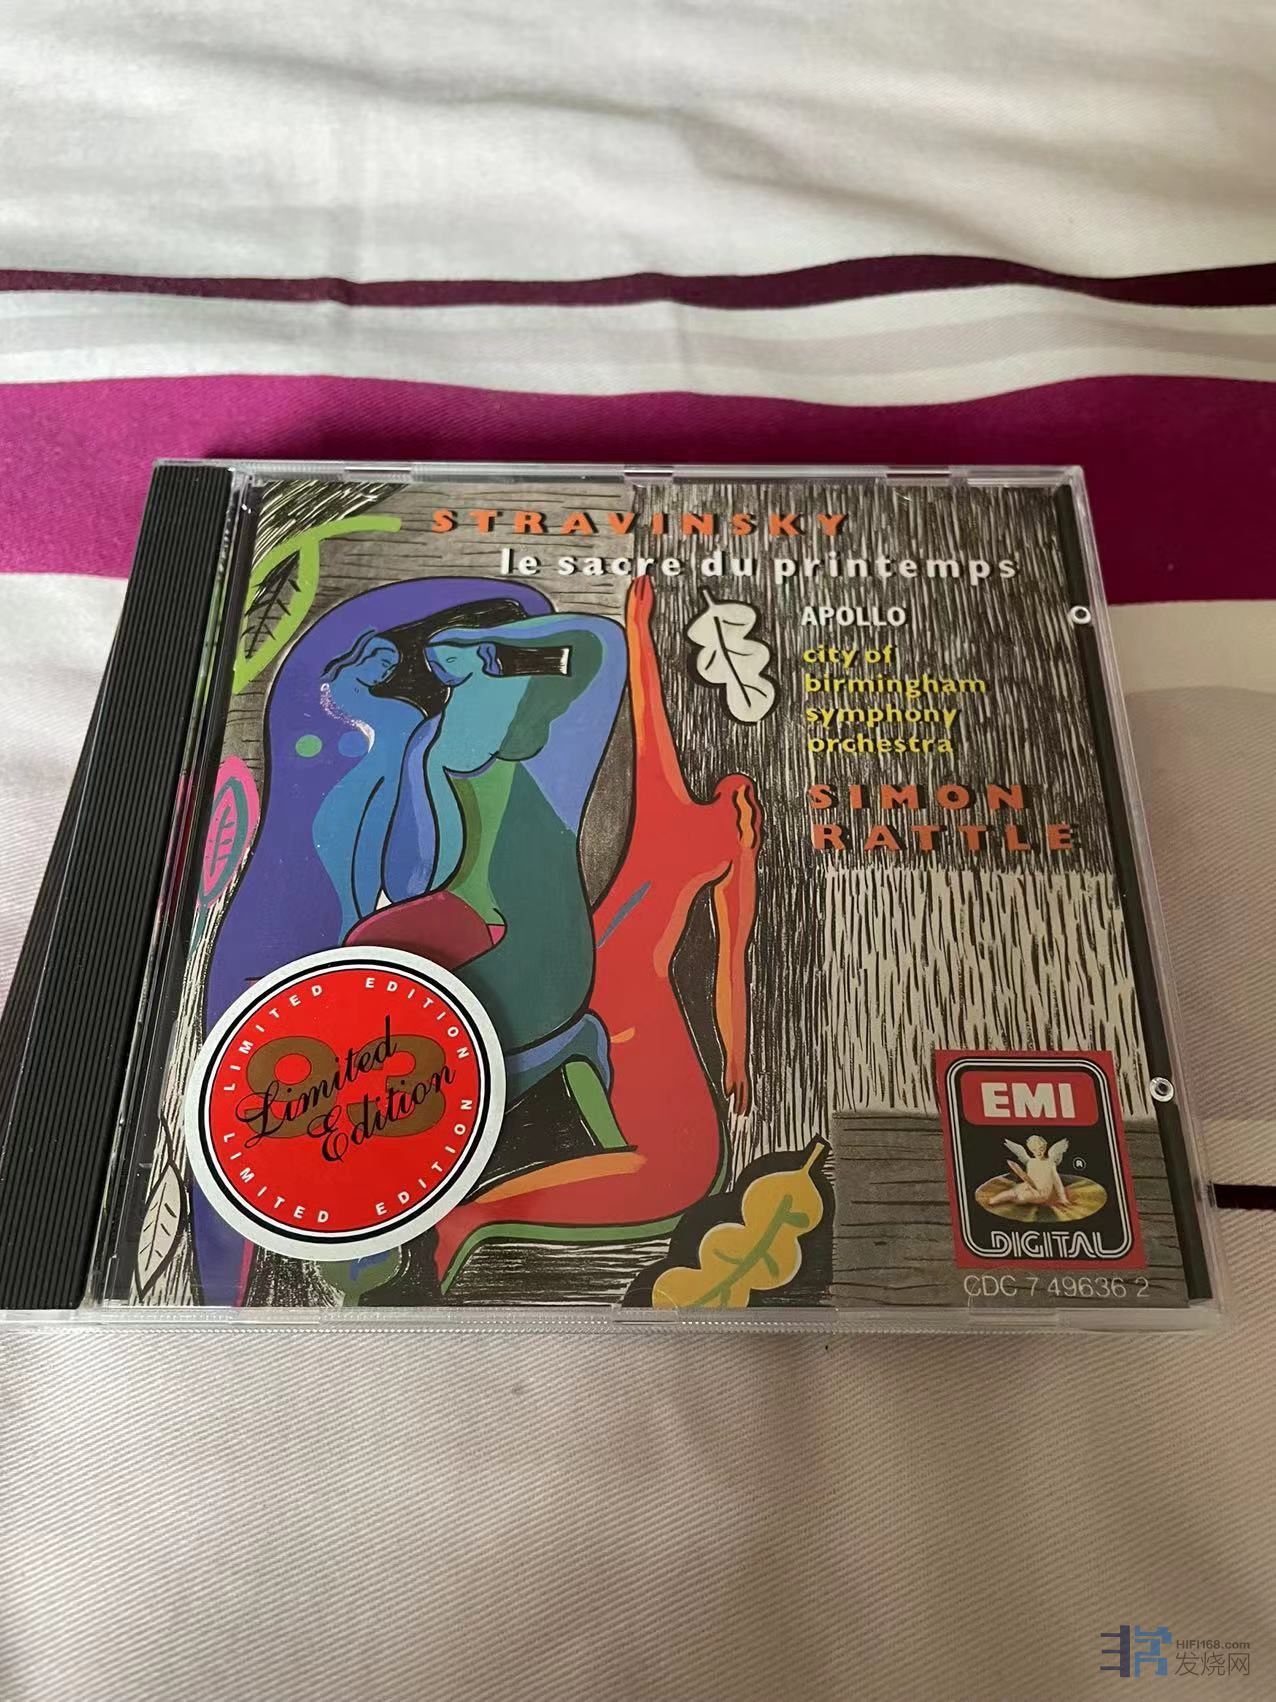 STRAVINSKY
le sacre du printemps
APOLLO
city of
birmingham
symphony
orchestra
SIMON
RATTLE
LIMITED EDITION
93
Limited
Edition
LIMITED EDITION
EMI
®
DIGITAL
CDC 7 49636 2
HIFI168.com
发烧网